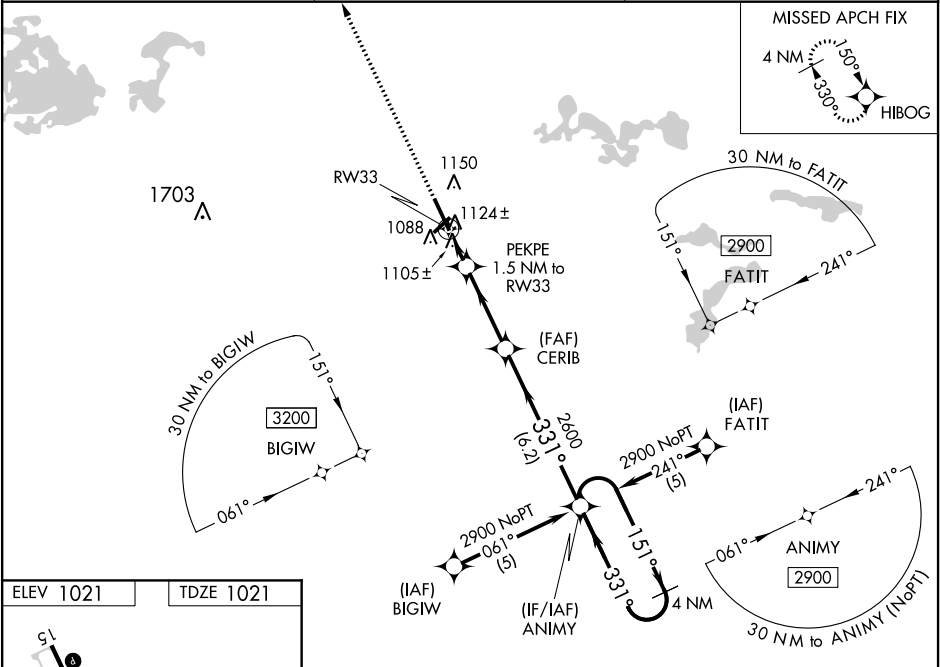 MISSED APCH FIX
4 NM
150°
330°
HIBOG
30 NM to FATIT
151°
2900
FATIT
241°
1703
RW33
1150
1124±
1088
1105±
PEKPE
1.5 NM to
RW33
(FAF)
CERIB
30 NM to BIGIW
151°
3200
BIGIW
061°
2600
331°
(6.2)
(IAF)
FATIT
2900 NoPT
241°
(5)
2900 NoPT
061°
(5)
(IAF)
BIGIW
(IF/IAF)
ANIMY
331°
151°
4 NM
061°
241°
ANIMY
2900
30 NM to ANIMY (NoPT)
ELEV 1021
TDZE 1021
15
P